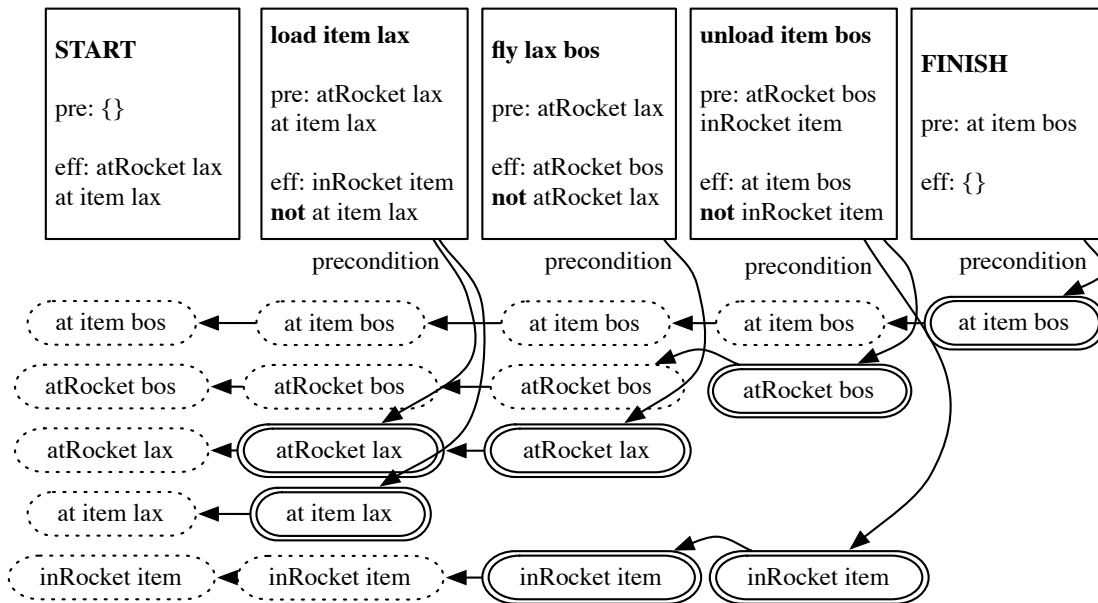 START
pre: {}
eff: atRocket lax
at item lax
load item lax
pre: atRocket lax
at item lax
eff: inRocket item
not at item lax
fly lax bos
pre: atRocket lax
eff: atRocket bos
not atRocket lax
unload item bos
pre: atRocket bos
inRocket item
eff: at item bos
not inRocket item
FINISH
pre: at item bos
eff: {}
precondition
precondition
precondition
precondition
at item bos
at item bos
at item bos
at item bos
at item bos
atRocket bos
atRocket bos
atRocket bos
atRocket bos
atRocket lax
atRocket lax
atRocket lax
at item lax
at item lax
inRocket item
inRocket item
inRocket item
inRocket item